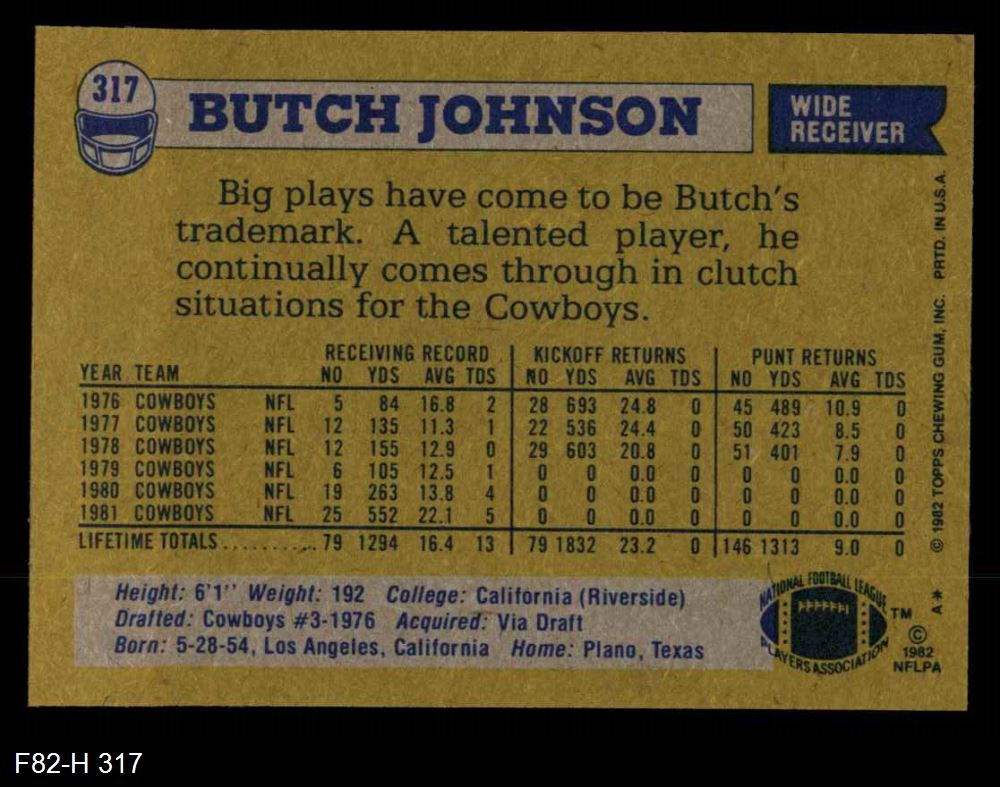 317
BUTCH JOHNSON
WIDE
RECEIVER
Big plays have come to be Butch's
trademark. A talented player, he
continually comes through in clutch
situations for the Cowboys.
RECEIVING RECORD KICKOFF RETURNS PUNT RETURNS
YEAR TEAM NO YDS AVG TDS NO YDS AVG TDS NO YDS AVG TDS
1976 COWBOYS NFL 5 84 16.8 2 28 693 24.8 0 45 489 10.9 0
1977 COWBOYS NFL 12 135 11.3 1 22 536 24.4 0 50 423 8.5 0
1978 COWBOYS NFL 12 155 12.9 0 29 603 20.8 0 51 401 7.9 0
1979 COWBOYS NFL 6 105 12.5 1 0 0 0.0 0 0 0 0.0 0
1980 COWBOYS NFL 19 263 13.8 4 0 0 0.0 0 0 0 0.0 0
1981 COWBOYS NFL 25 552 22.1 5 0 0 0.0 0 0 0 0.0 0
LIFETIME TOTALS.......... 79 1294 16.4 13 79 1832 23.2 0 146 1313 9.0 0
Height: 6'1" Weight: 192 College: California (Riverside)
Drafted: Cowboys #3-1976 Acquired: Via Draft
Born: 5-28-54, Los Angeles, California Home: Plano, Texas
NATIONAL FOOTBALL LEAGUE
PLAYERS ASSOCIATION
TM
©
1982
NFLPA
A*
© 1982 TOPPS CHEWING GUM, INC. PRTD. IN U.S.A.
F82-H 317